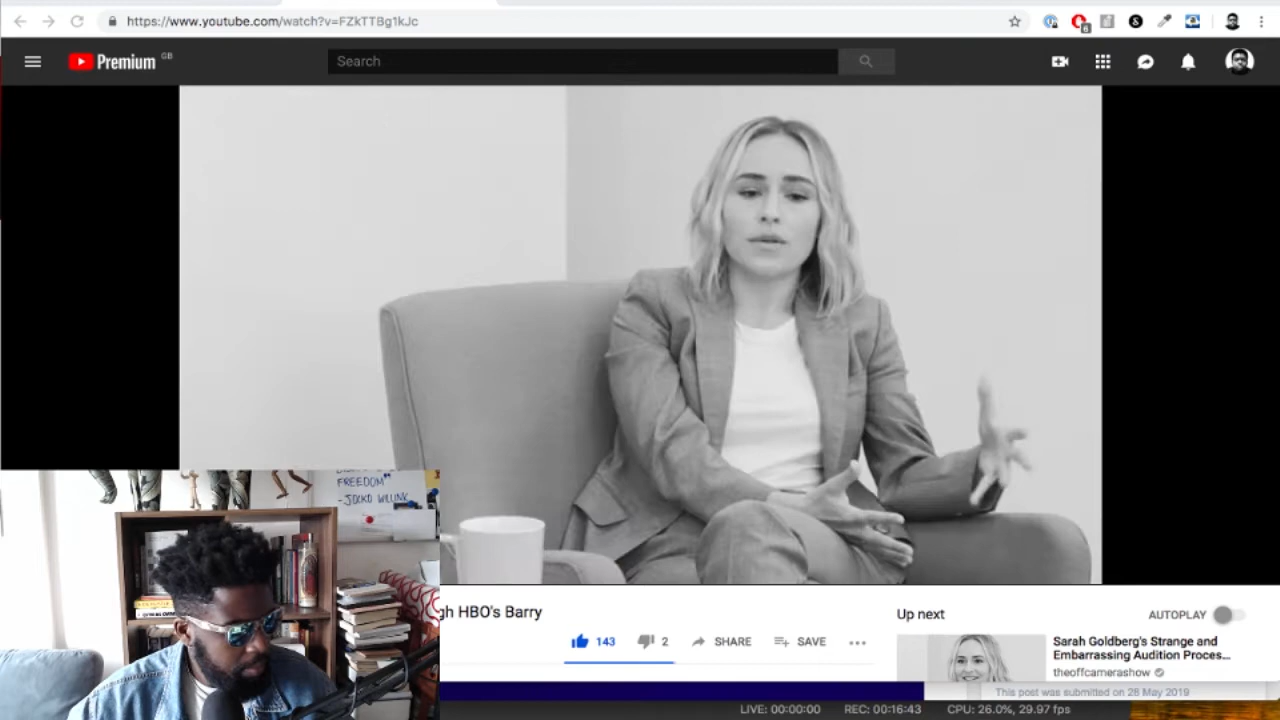 https://www.youtube.com/watch?v=FZkTTBg1kJc
6
Premium GB
Search
FREEDOM"
- JOCKO WILLINK
gh HBO's Barry
143
2
SHARE
SAVE
Up next
AUTOPLAY
Sarah Goldberg's Strange and
Embarrassing Audition Proces...
theoffcamerashow
This post was submitted on 28 May 2019
LIVE: 00:00:00
REC: 00:16:43
CPU: 26.0%, 29.97 fps